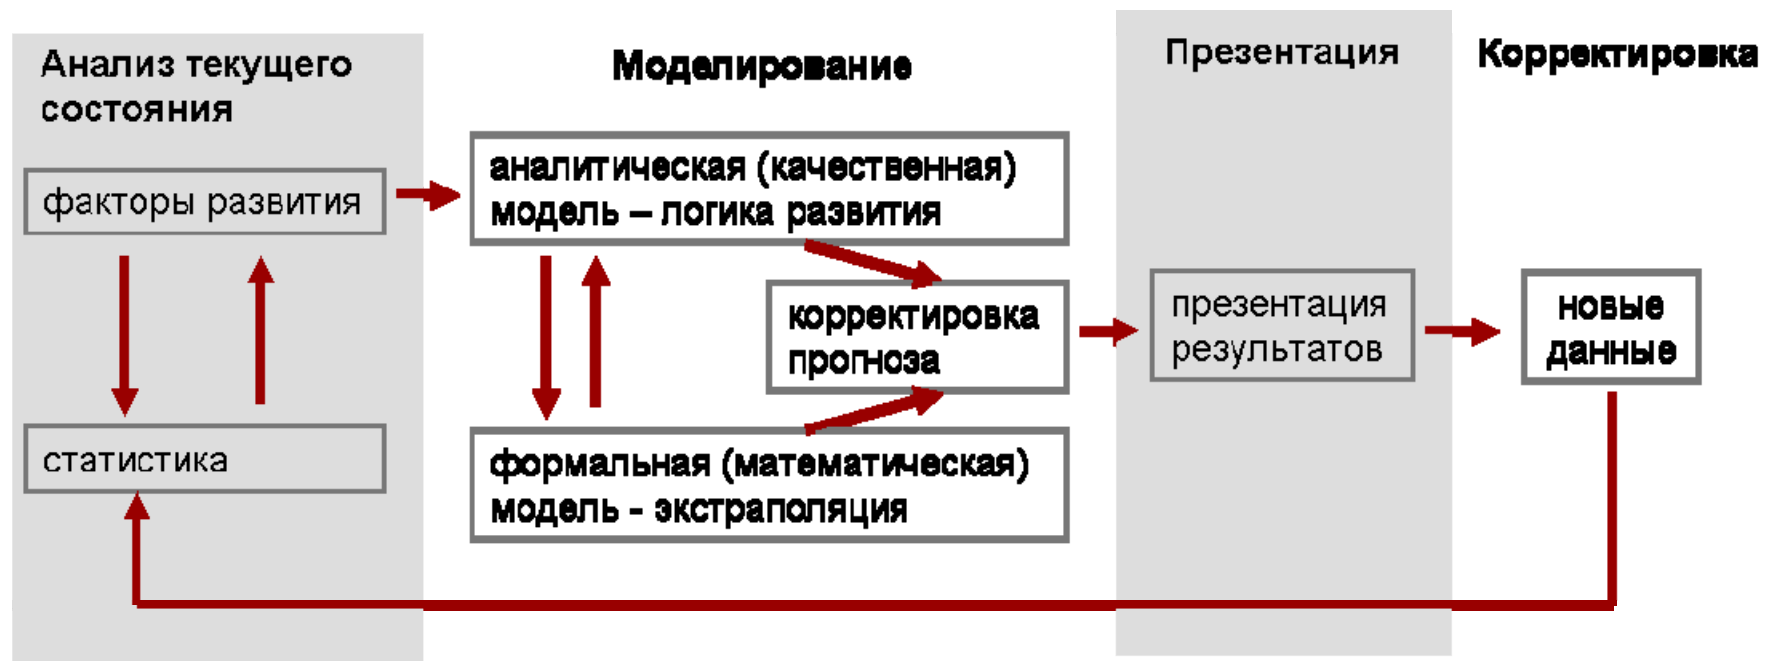 Анализ текущего
состояния
факторы развития
статистика
Моделирование
аналитическая (качественная)
модель – логика развития
корректировка
прогноза
формальная (математическая)
модель - экстраполяция
Презентация
презентация
результатов
Корректировка
новые
данные